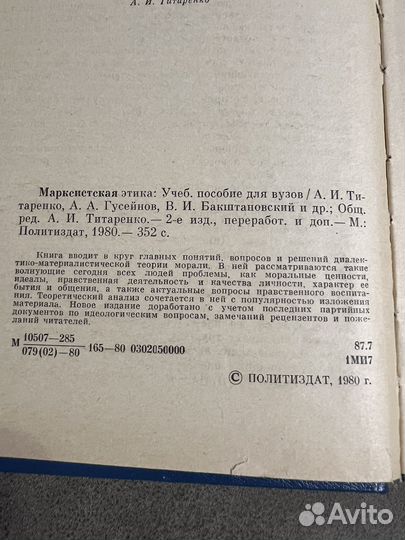 А. И. Титаренко
Марксистская этика: Учеб. пособие для вузов / А. И. Ти-
таренко, А. А. Гусейнов, В. И. Бакштановский и др.; Общ.
ред. А. И. Титаренко.— 2-е изд., переработ. и доп.— М.:
Политиздат, 1980.— 352 с.
Книга вводит в круг главных понятий, вопросов и решений диалек-
тико-материалистической теории морали. В ней рассматриваются такие
волнующие сегодня всех людей проблемы, как моральные ценности,
идеалы, нравственная деятельность и качества личности, характер ее
бытия и общения, а также актуальные вопросы нравственного воспита-
ния. Теоретический анализ сочетается в ней с популярностью изложения
материала. Новое издание доработано с учетом последних партийных
документов по идеологическим вопросам, замечаний рецензентов и поже-
ланий читателей.
М 10507—285
079(02)—80 165—80 0302050000
87.7
1МИ7
© ПОЛИТИЗДАТ, 1980 г.
Avito